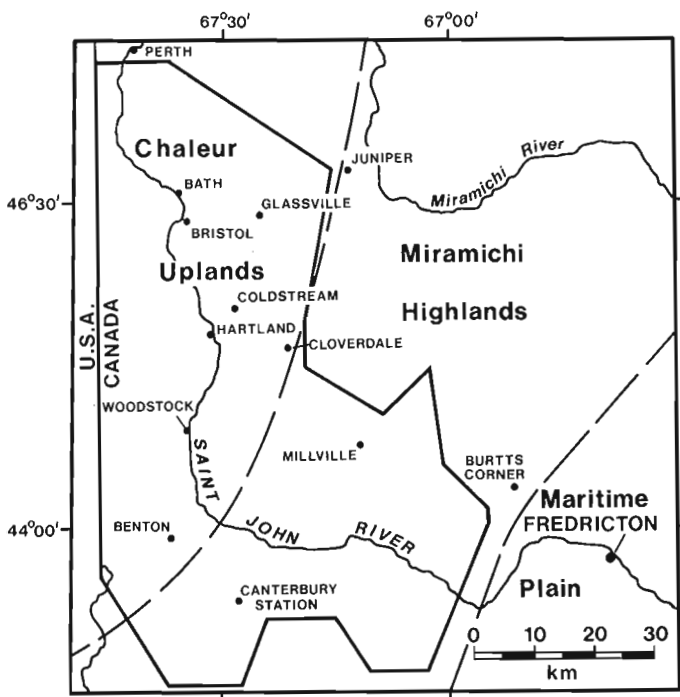 67°30'
67°00'
PERTH
Chaleur
JUNIPER
Miramichi River
BATH
46°30'
GLASSVILLE
BRISTOL
Miramichi
Uplands
COLDSTREAM
Highlands
HARTLAND
CLOVERDALE
U.S.A.
CANADA
WOODSTOCK
MILLVILLE
BURTTS
CORNER
SAINT JOHN RIVER
Maritime
44°00'
FREDRICTON
BENTON
Plain
CANTERBURY
STATION
0 10 20 30
km